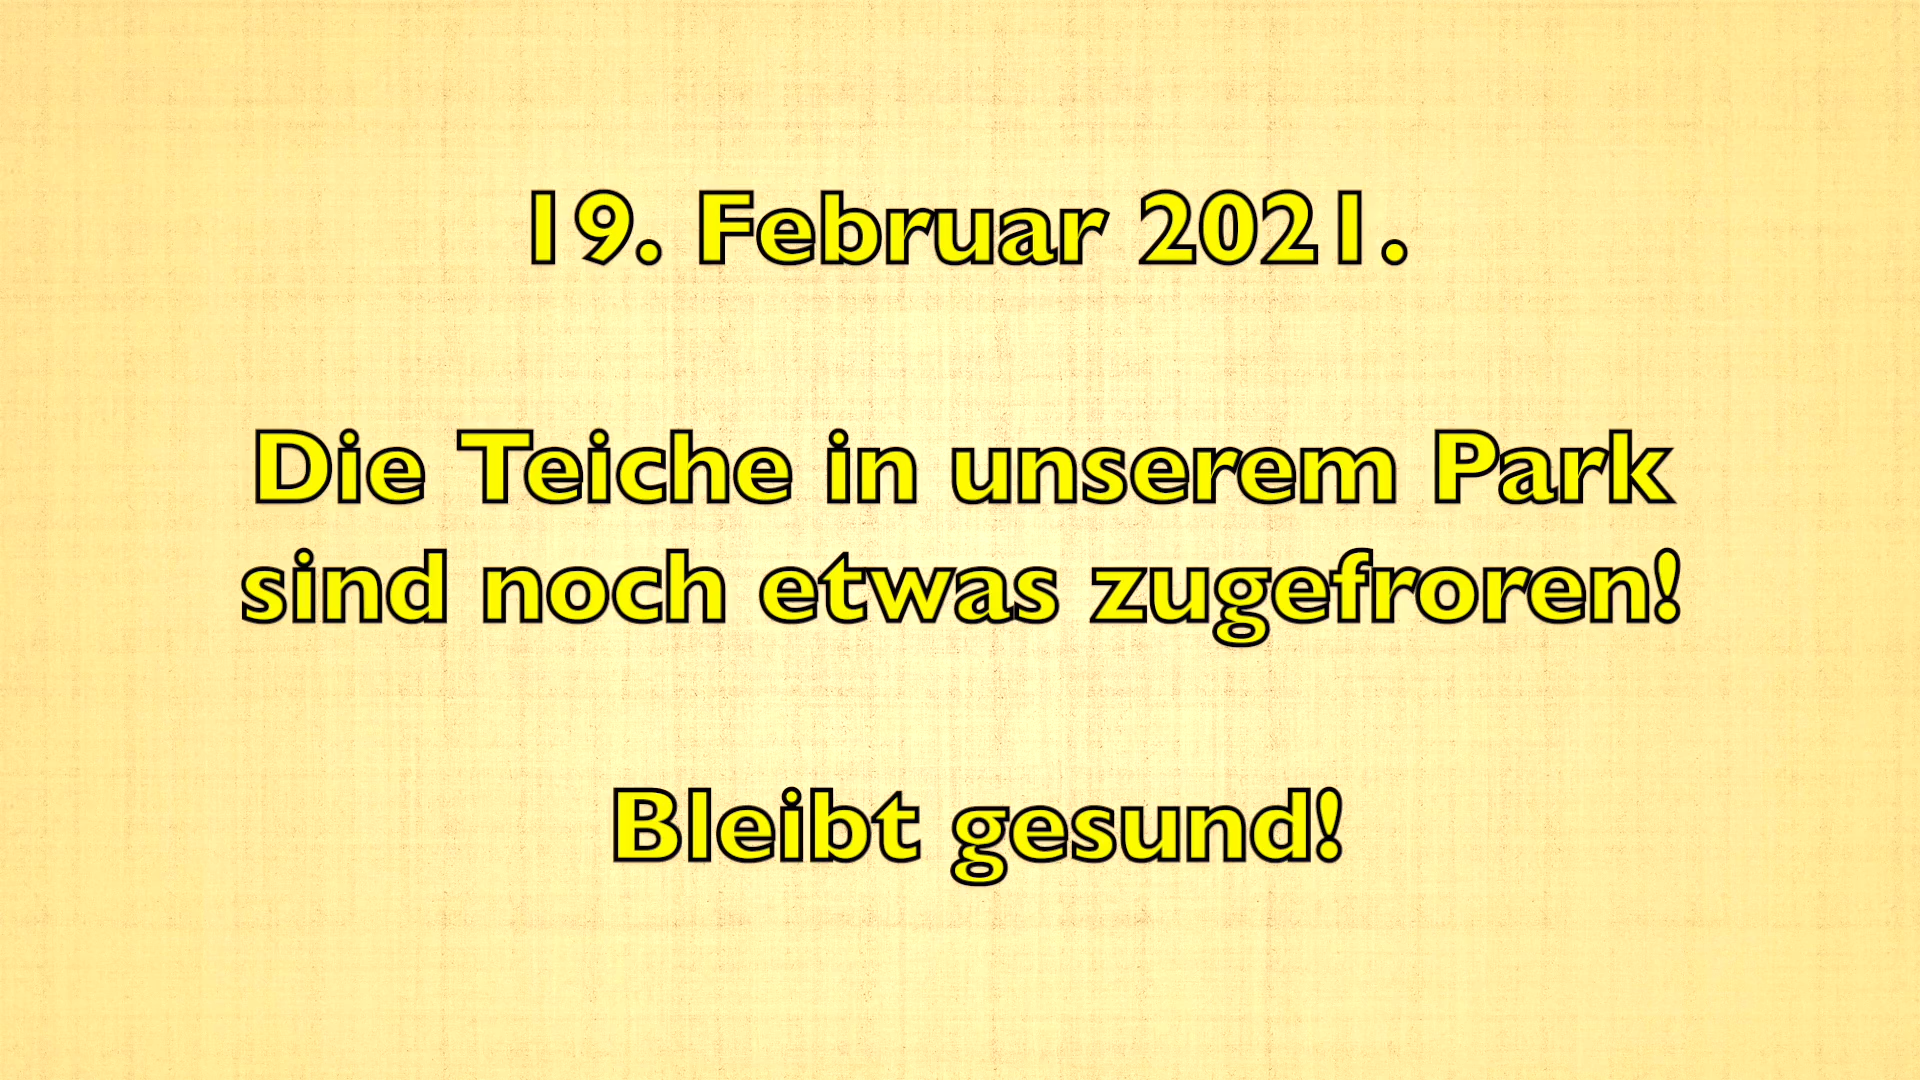 19. Februar 2021.
Die Teiche in unserem Park
sind noch etwas zugefroren!
Bleibt gesund!